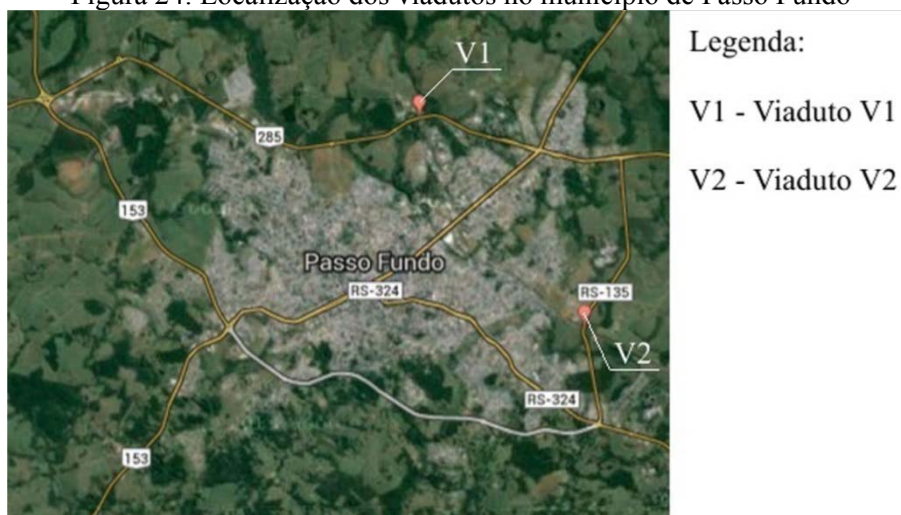 Figura 24: Localização dos viadutos no município de Passo Fundo
V1
Legenda:
V1 - Viaduto V1
285
V2 - Viaduto V2
153
Passo Fundo
RS-324
RS-135
V2
RS-324
153